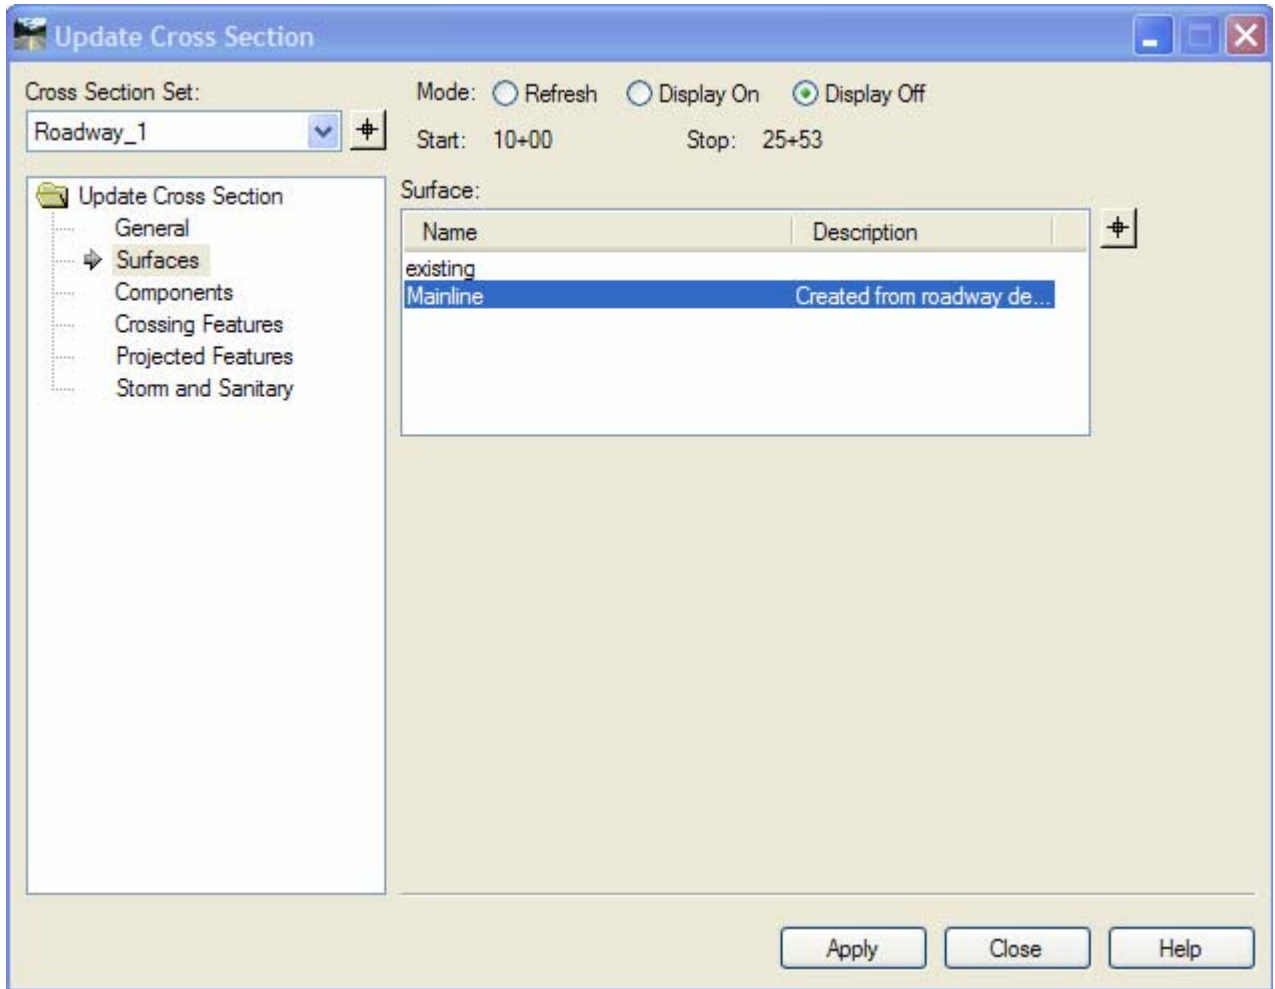 Update Cross Section
Cross Section Set:
Roadway_1
Mode: Refresh Display On Display Off
Start: 10+00 Stop: 25+53
Update Cross Section
General
Surfaces
Components
Crossing Features
Projected Features
Storm and Sanitary
Surface:
Name Description
existing
Mainline Created from roadway de...
Apply Close Help